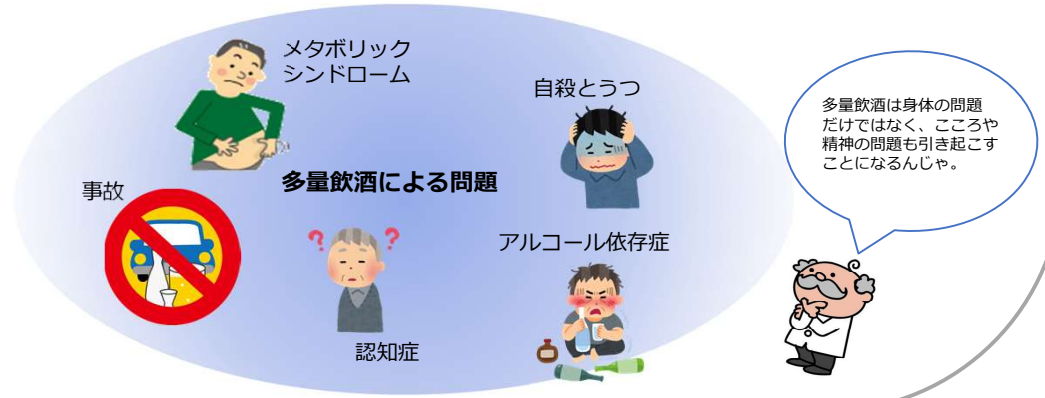 メタボリック
シンドローム
自殺とうつ
多量飲酒は身体の問題
だけではなく、こころや
精神の問題も引き起こす
ことになるんじゃ。
多量飲酒による問題
事故
アルコール依存症
? ?
認知症